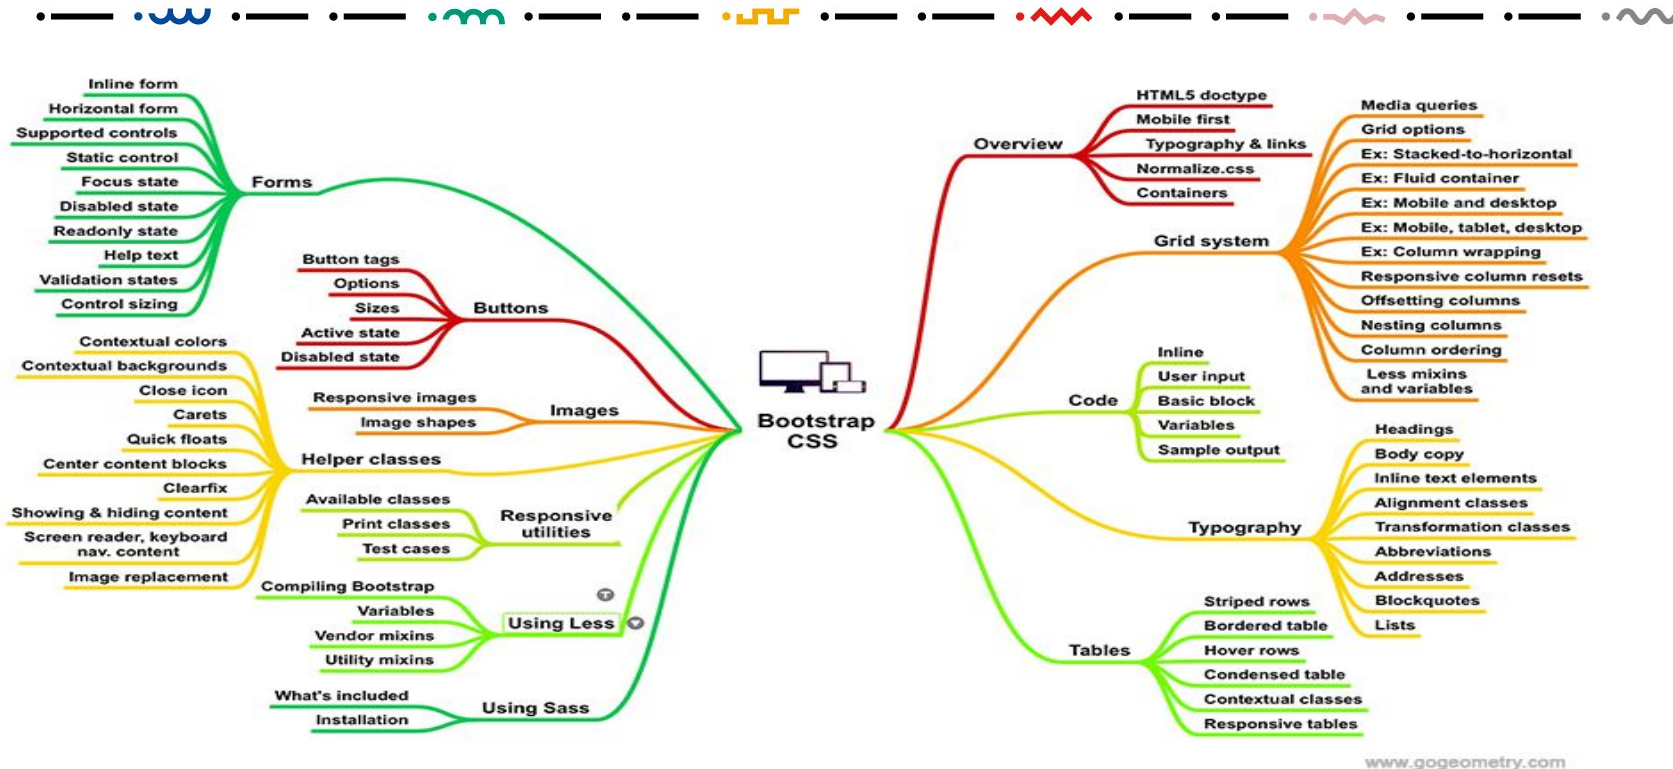 Inline form
Horizontal form
Supported controls
Static control
Focus state
Disabled state
Readonly state
Help text
Validation states
Control sizing
Forms
Button tags
Options
Sizes
Active state
Disabled state
Buttons
Responsive images
Image shapes
Images
Contextual colors
Contextual backgrounds
Close icon
Carets
Quick floats
Center content blocks
Clearfix
Showing & hiding content
Screen reader, keyboard
nav. content
Image replacement
Helper classes
Available classes
Print classes
Test cases
Responsive
utilities
Compiling Bootstrap
Variables
Vendor mixins
Utility mixins
Using Less
T
What's included
Installation
Using Sass
Bootstrap
CSS
Overview
HTML5 doctype
Mobile first
Typography & links
Normalize.css
Containers
Grid system
Media queries
Grid options
Ex: Stacked-to-horizontal
Ex: Fluid container
Ex: Mobile and desktop
Ex: Mobile, tablet, desktop
Ex: Column wrapping
Responsive column resets
Offsetting columns
Nesting columns
Column ordering
Less mixins
and variables
Code
Inline
User input
Basic block
Variables
Sample output
Typography
Headings
Body copy
Inline text elements
Alignment classes
Transformation classes
Abbreviations
Addresses
Blockquotes
Lists
Tables
Striped rows
Bordered table
Hover rows
Condensed table
Contextual classes
Responsive tables
www.gogeometry.com